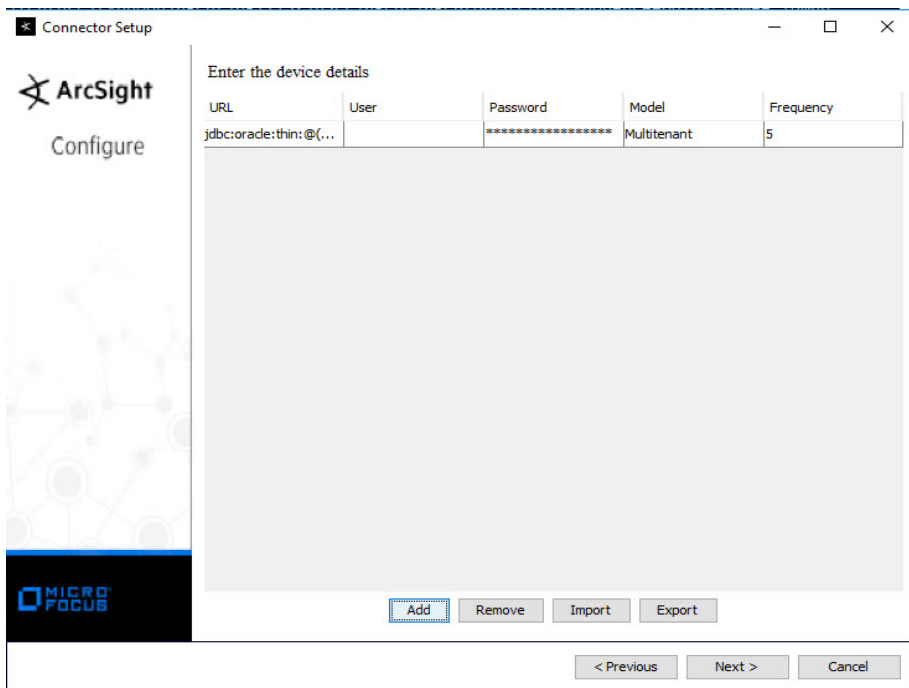 Connector Setup
ArcSight
Configure
Enter the device details
URL User Password Model Frequency
jdbc:oracle:thin:@(... ***************** Multitenant 5
Add Remove Import Export
MICRO FOCUS
< Previous Next > Cancel